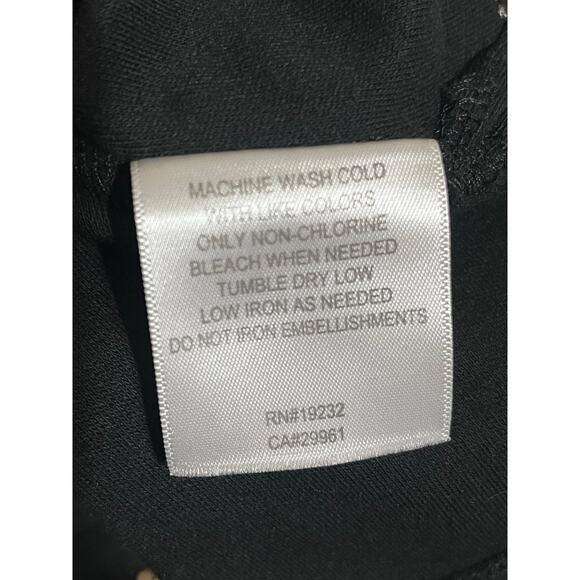 MACHINE WASH COLD
WITH LIKE COLORS
ONLY NON-CHLORINE
BLEACH WHEN NEEDED
TUMBLE DRY LOW
LOW IRON AS NEEDED
DO NOT IRON EMBELLISHMENTS
RN#19232
CA#29961